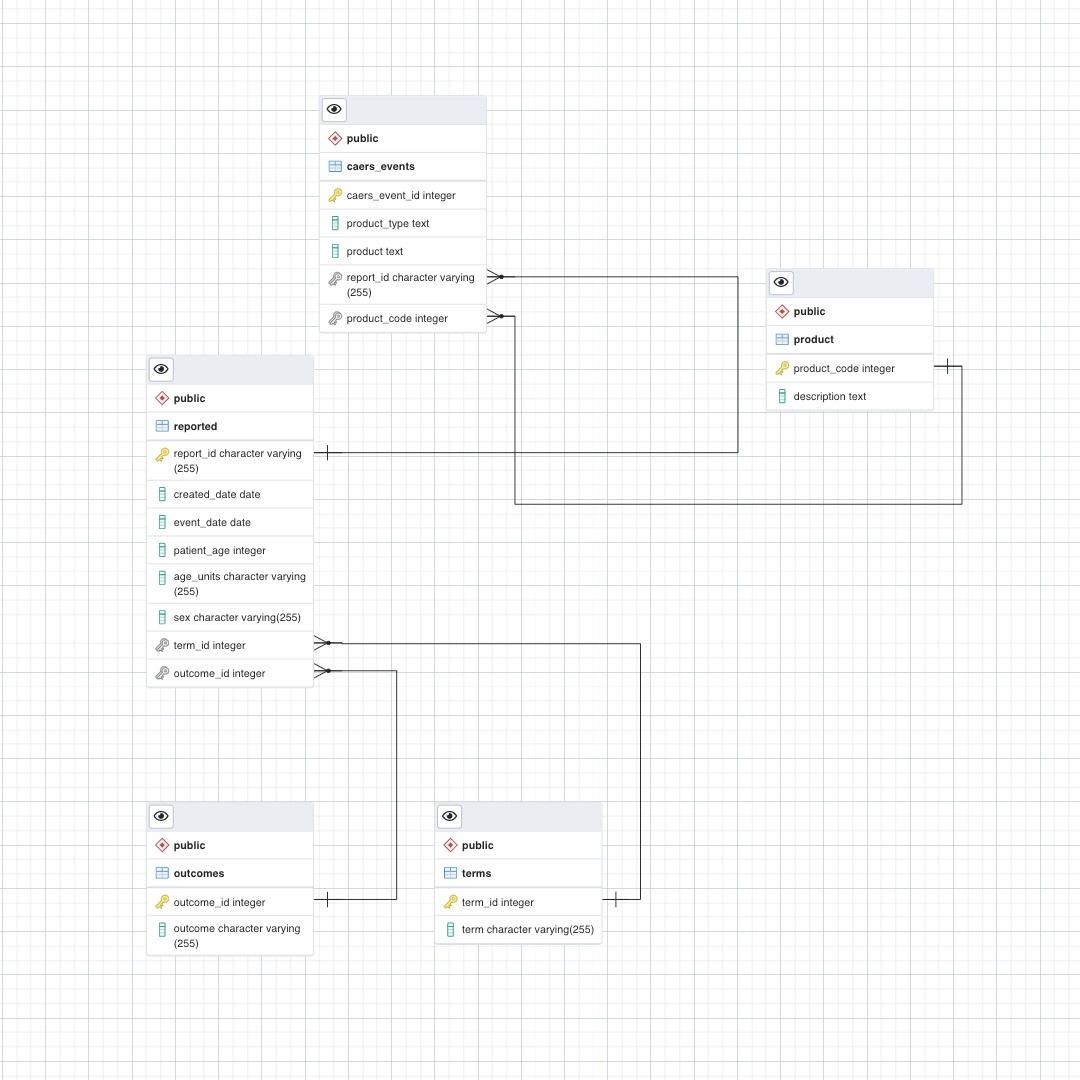 public
caers_events
caers_event_id integer
product_type text
product text
report_id character varying
(255)
product_code integer
public
product
product_code integer
description text
public
reported
report_id character varying
(255)
created_date date
event_date date
patient_age integer
age_units character varying
(255)
sex character varying(255)
term_id integer
outcome_id integer
public
outcomes
outcome_id integer
outcome character varying
(255)
public
terms
term_id integer
term character varying(255)